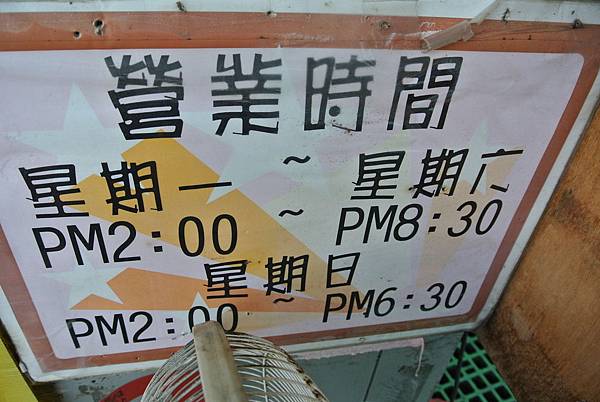 營業時間
星期一 ~ 星期六
PM2:00 ~ PM8:30
星期日
PM2:00 ~ PM6:30